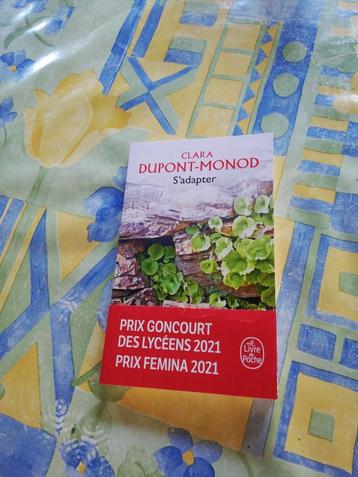 CLARA
DUPONT-MONOD
S'adapter
PRIX GONCOURT
DES LYCÉENS 2021
PRIX FEMINA 2021
Le
Livre
de
Poche